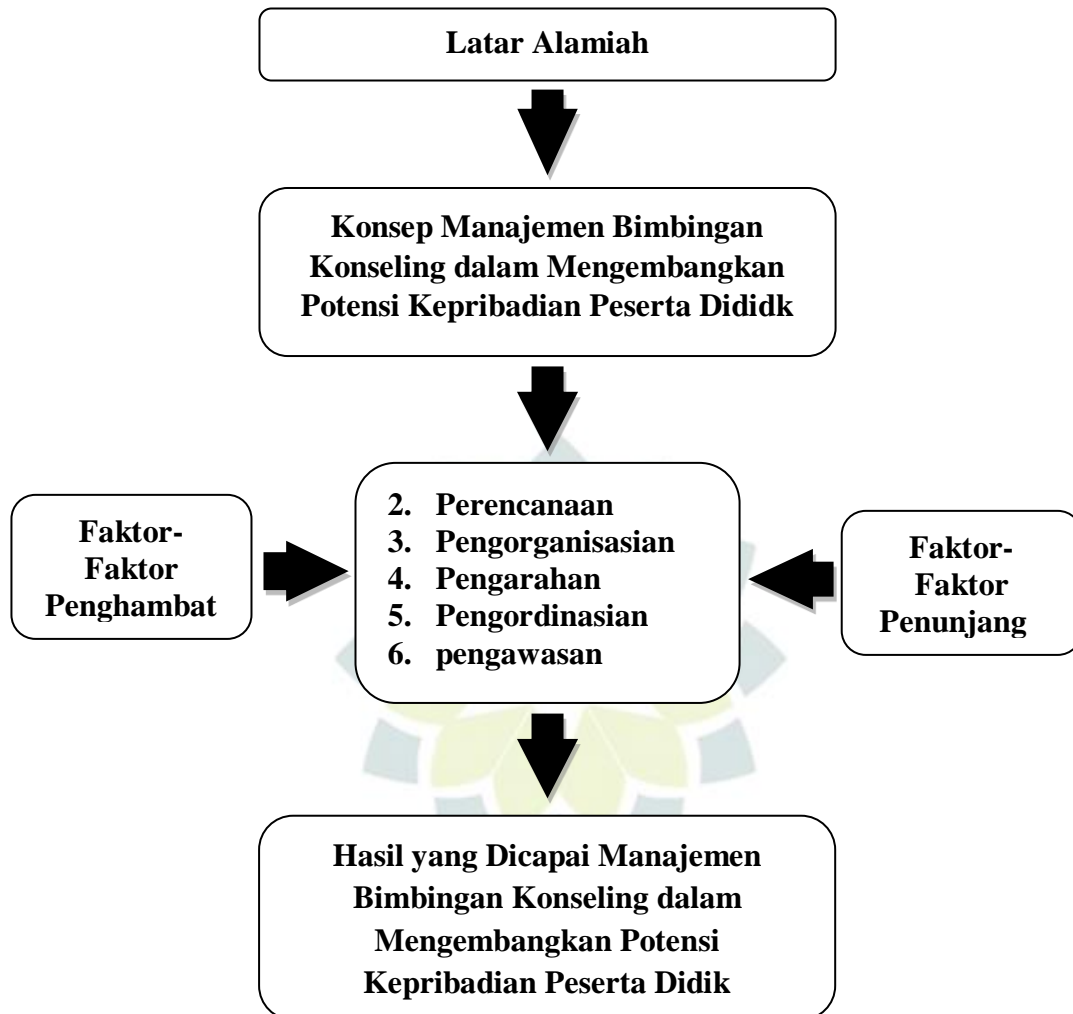 Latar Alamiah
Konsep Manajemen Bimbingan
Konseling dalam Mengembangkan
Potensi Kepribadian Peserta Dididk
Faktor-
Faktor
Penghambat
2. Perencanaan
3. Pengorganisasian
4. Pengarahan
5. Pengordinasian
6. pengawasan
Faktor-
Faktor
Penunjang
Hasil yang Dicapai Manajemen
Bimbingan Konseling dalam
Mengembangkan Potensi
Kepribadian Peserta Didik